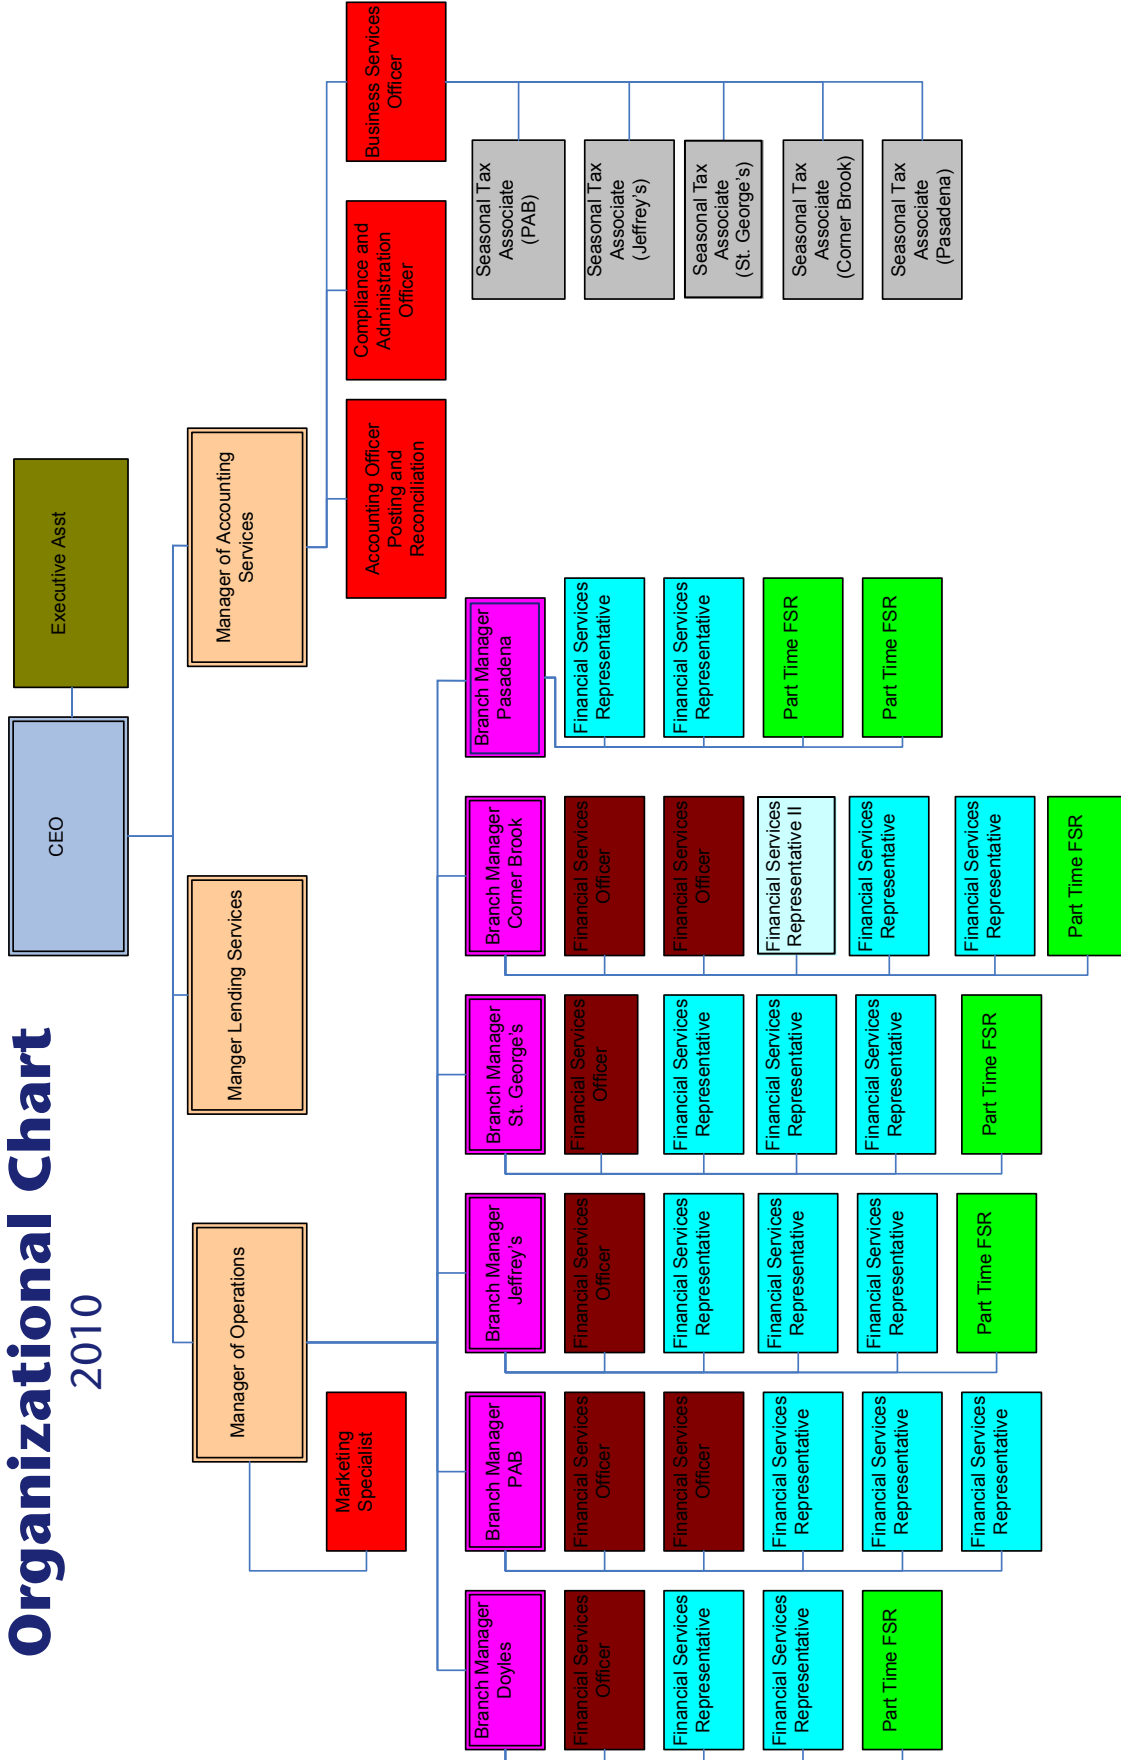 Organizational Chart
2010
CEO
Executive Asst
Manager of Operations
Manger Lending Services
Manager of Accounting
Services
Marketing
Specialist
Accounting Officer
Posting and
Reconciliation
Compliance and
Administration
Officer
Business Services
Officer
Branch Manager
Doyles
Financial Services
Officer
Financial Services
Representative
Financial Services
Representative
Part Time FSR
Branch Manager
PAB
Financial Services
Officer
Financial Services
Officer
Financial Services
Representative
Financial Services
Representative
Financial Services
Representative
Branch Manager
Jeffrey's
Financial Services
Officer
Financial Services
Representative
Financial Services
Representative
Financial Services
Representative
Part Time FSR
Branch Manager
St. George's
Financial Services
Officer
Financial Services
Representative
Financial Services
Representative
Financial Services
Representative
Part Time FSR
Branch Manager
Corner Brook
Financial Services
Officer
Financial Services
Officer
Financial Services
Representative II
Financial Services
Representative
Financial Services
Representative
Part Time FSR
Branch Manager
Pasadena
Financial Services
Representative
Financial Services
Representative
Part Time FSR
Part Time FSR
Seasonal Tax
Associate
(PAB)
Seasonal Tax
Associate
(Jeffrey's)
Seasonal Tax
Associate
(St. George's)
Seasonal Tax
Associate
(Corner Brook)
Seasonal Tax
Associate
(Pasadena)